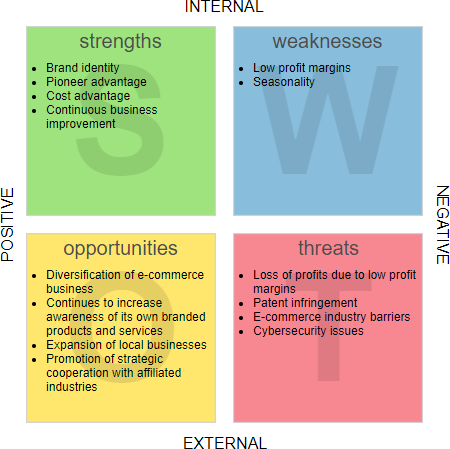 INTERNAL
strengths
S
Brand identity
Pioneer advantage
Cost advantage
Continuous business
improvement
weaknesses
W
Low profit margins
Seasonality
POSITIVE
NEGATIVE
opportunities
O
Diversification of e-commerce
business
Continues to increase
awareness of its own branded
products and services
Expansion of local businesses
Promotion of strategic
cooperation with affiliated
industries
threats
T
Loss of profits due to low profit
margins
Patent infringement
E-commerce industry barriers
Cybersecurity issues
EXTERNAL